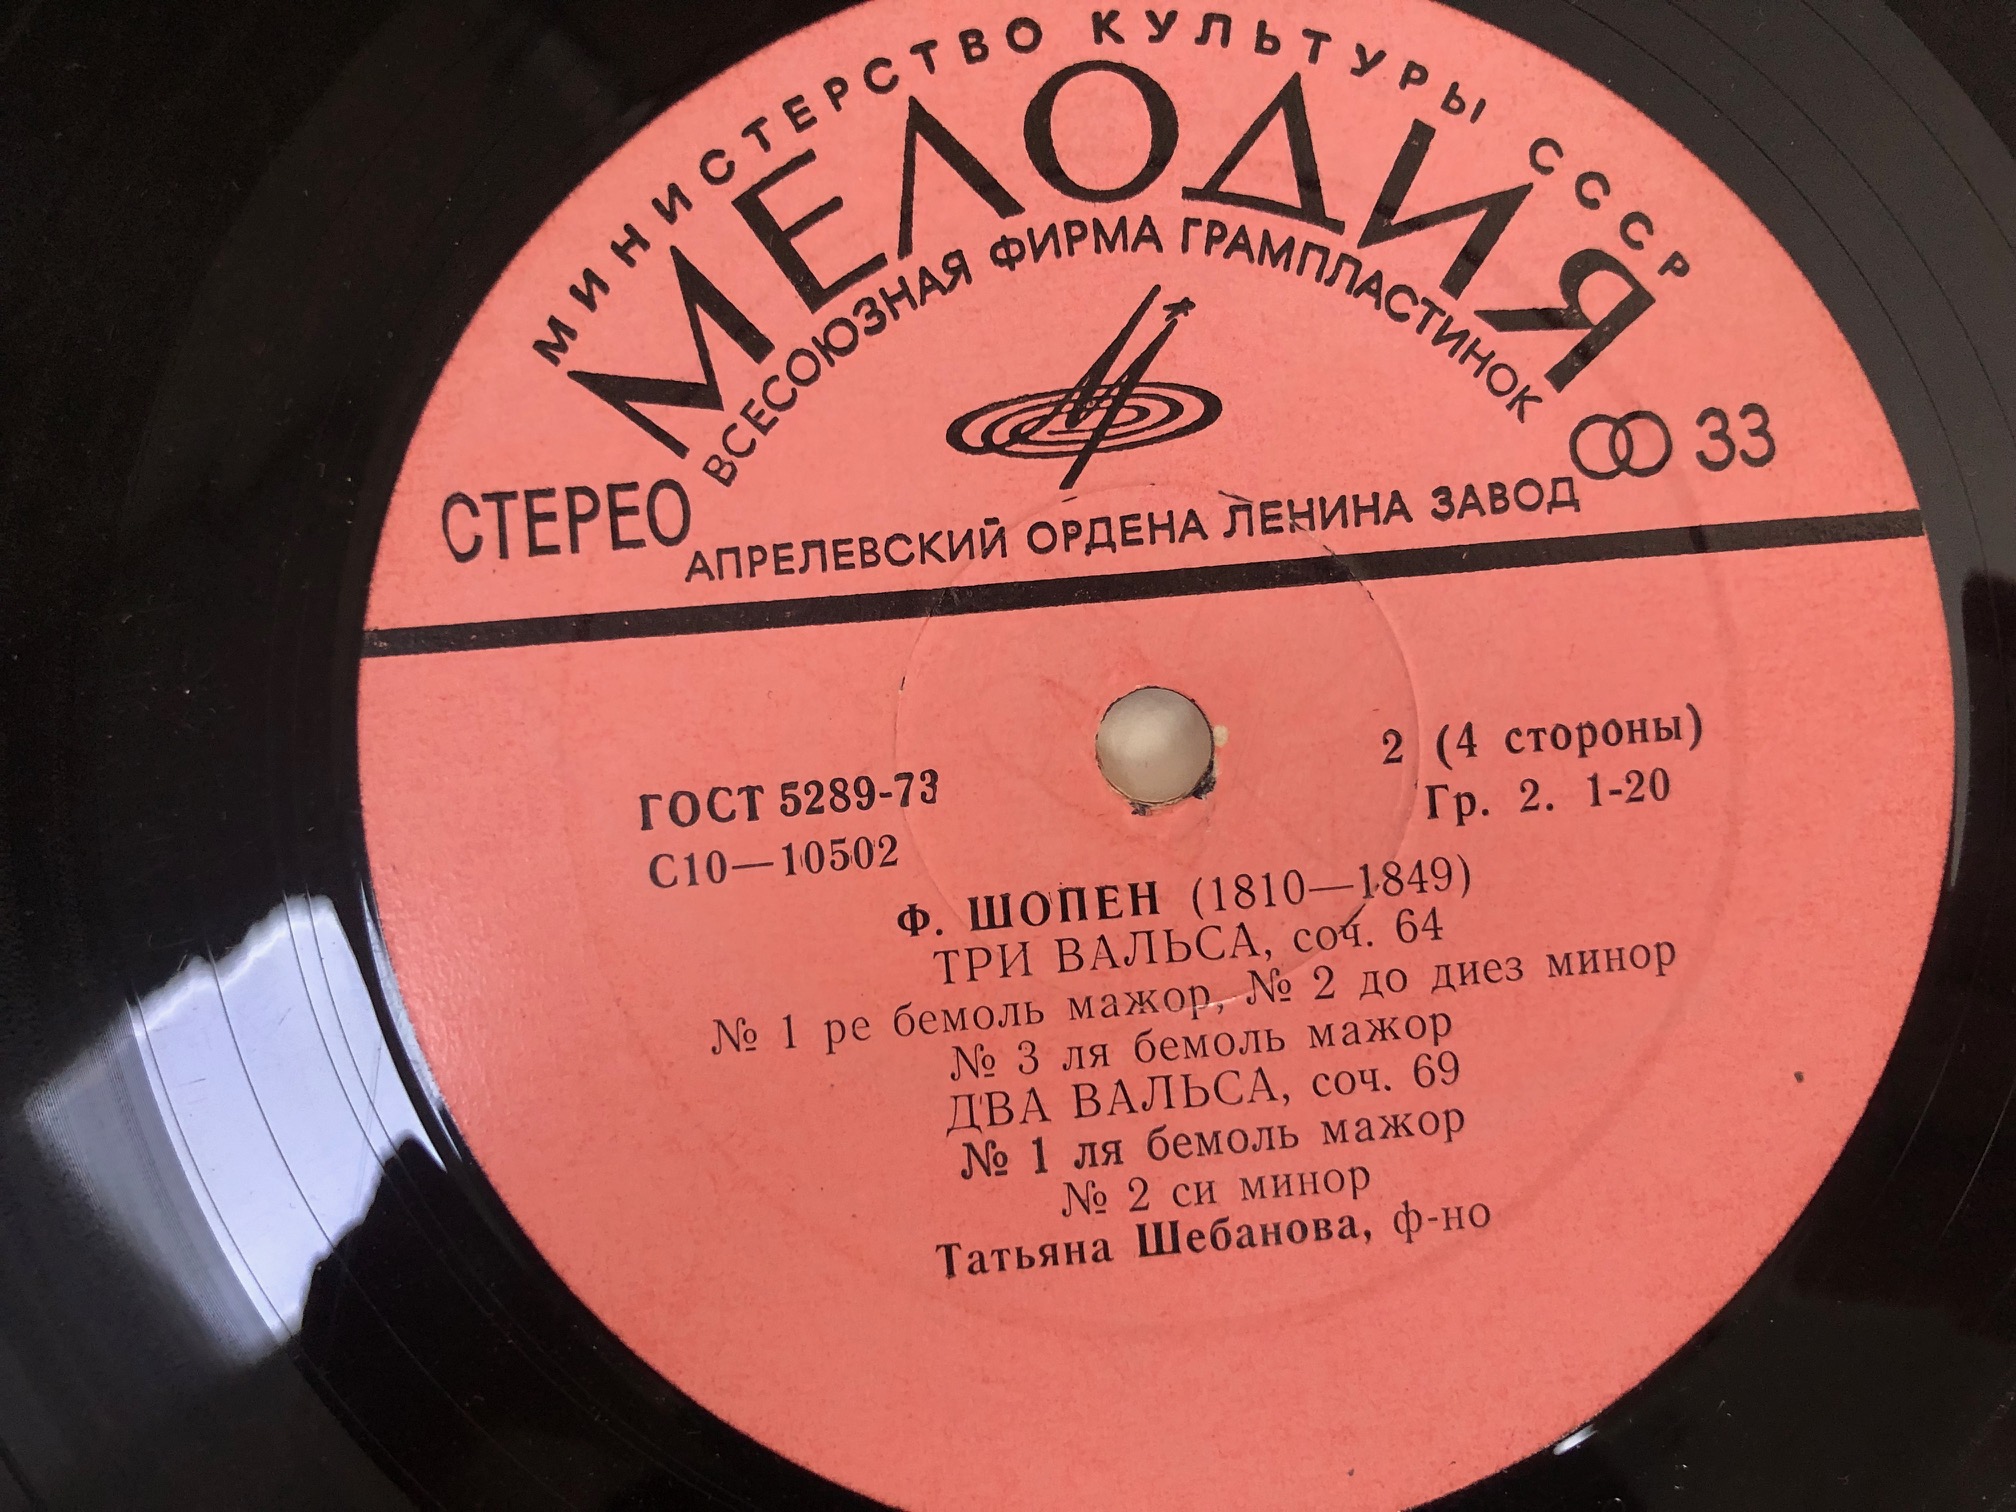 МИНИСТЕРСТВО КУЛЬТУРЫ СССР
МЕЛОДИЯ
ВСЕСОЮЗНАЯ ФИРМА ГРАМПЛАСТИНОК
СТЕРЕО
33
АПРЕЛЕВСКИЙ ОРДЕНА ЛЕНИНА ЗАВОД
ГОСТ 5289-73
С10—10502
2 (4 стороны)
Гр. 2. 1-20
Ф. ШОПЕН (1810—1849)
ТРИ ВАЛЬСА, соч. 64
№ 1 ре бемоль мажор, № 2 до диез минор
№ 3 ля бемоль мажор
ДВА ВАЛЬСА, соч. 69
№ 1 ля бемоль мажор
№ 2 си минор
Татьяна Шебанова, ф-но